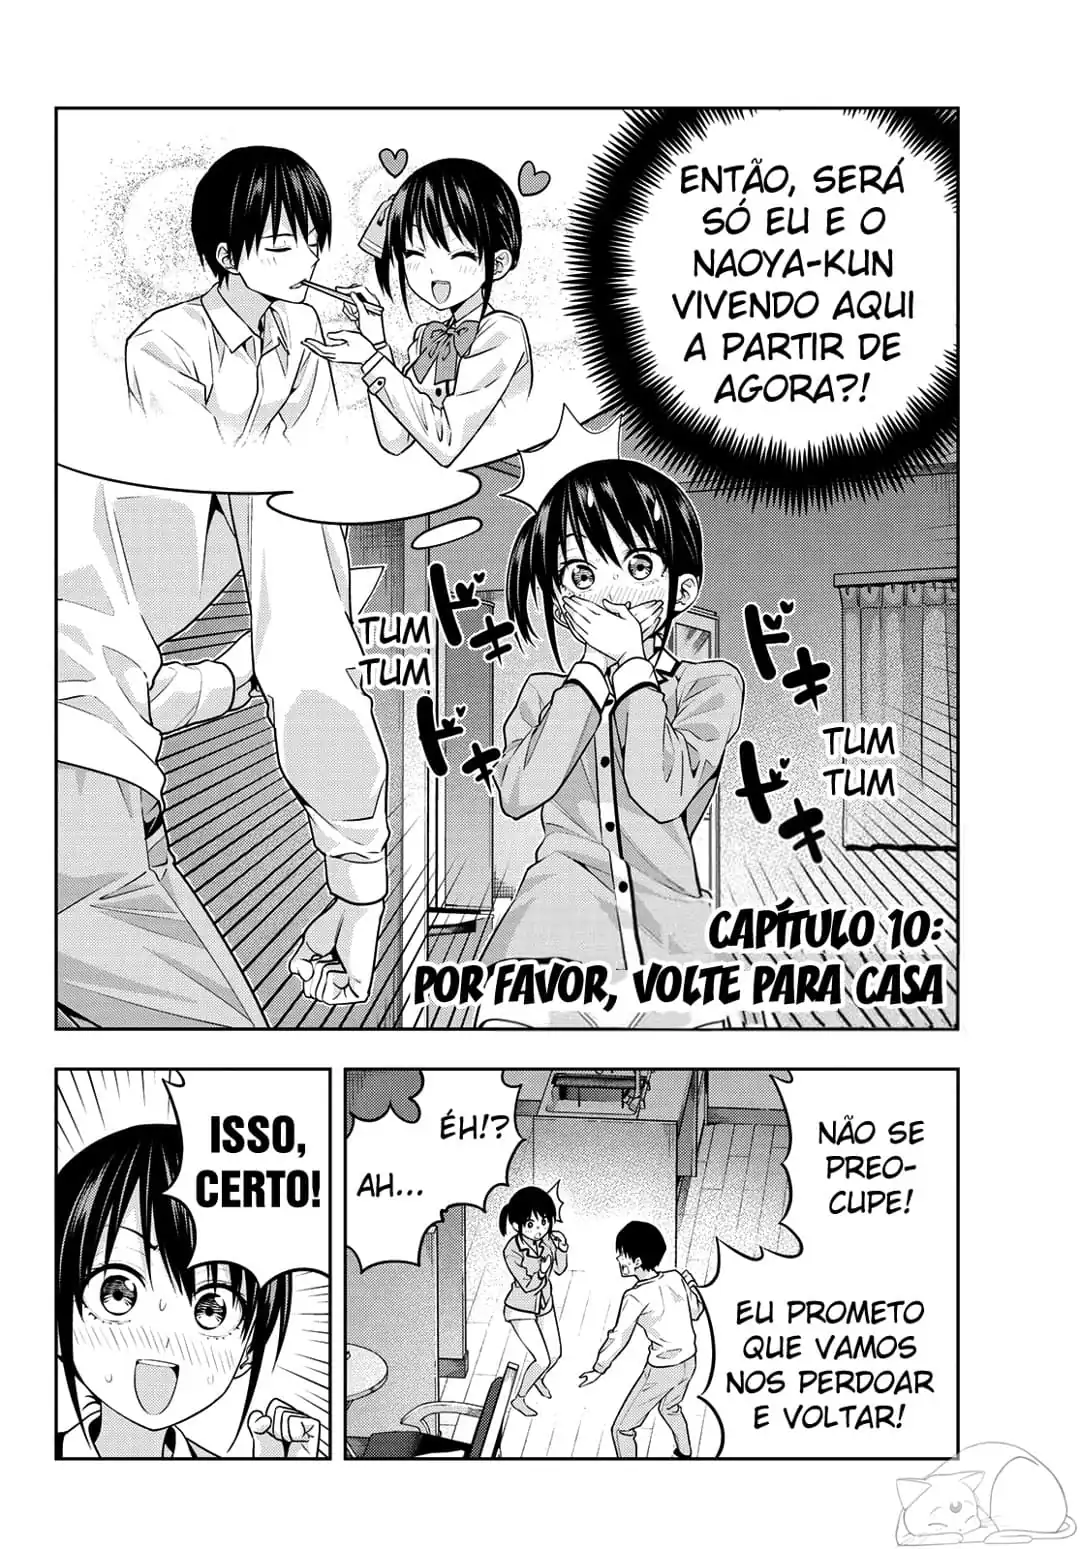 ENTÃO, SERÁ
SÓ EU E O
NAOYA-KUN
VIVENDO AQUI
A PARTIR DE
AGORA?!
ドキ
ドキ
TUM
TUM
ドキ
ドキ
TUM
TUM
CAPÍTULO 10:
POR FAVOR, VOLTE PARA CASA
NÃO SE
PREO-
CUPE!
EU PROMETO
QUE VAMOS
NOS PERDOAR
E VOLTAR!
ÉH!?
AH...
ISSO,
CERTO!